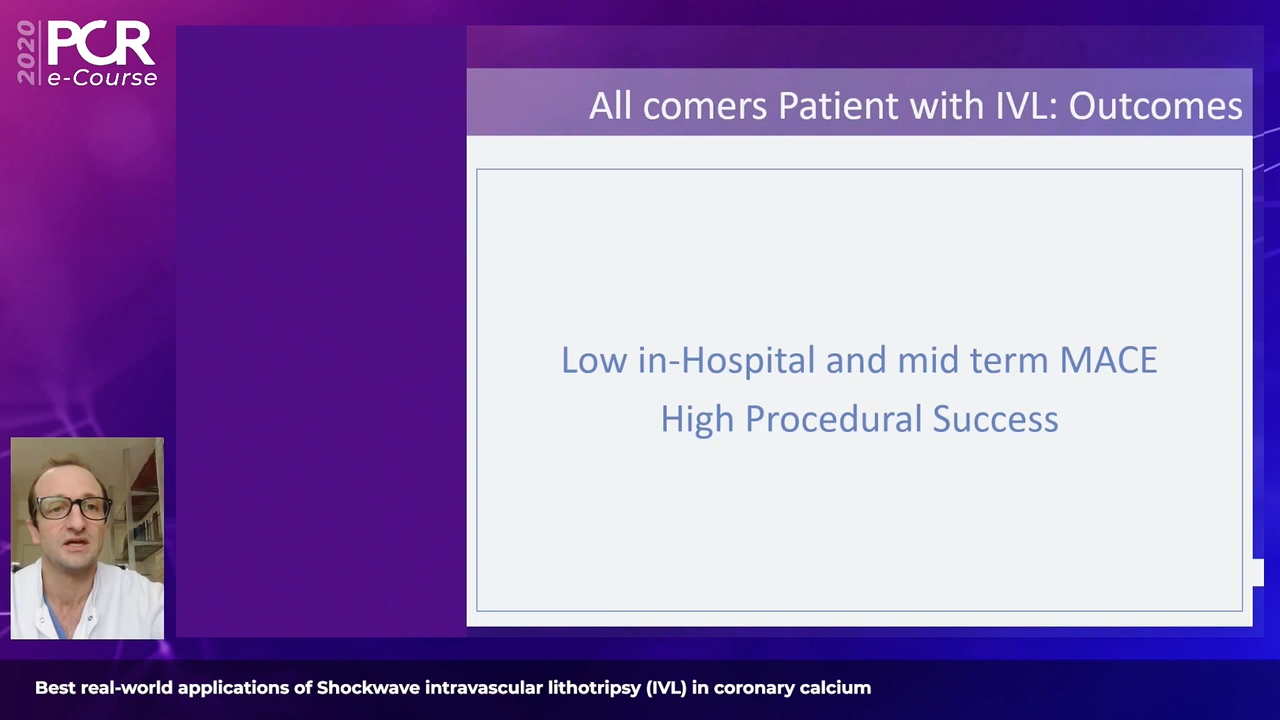 2020
PCR
e-Course
All comers Patient with IVL: Outcomes
Low in-Hospital and mid term MACE
High Procedural Success
Best real-world applications of Shockwave intravascular lithotripsy (IVL) in coronary calcium